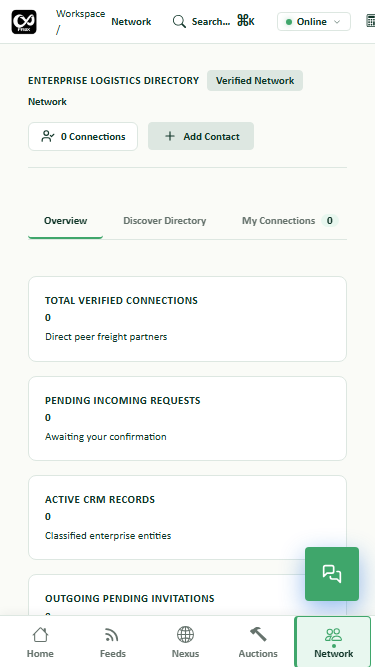 Workspace
/
Network
Search... ⌘K
Online
ENTERPRISE LOGISTICS DIRECTORY
Verified Network
Network
0 Connections
Add Contact
Overview
Discover Directory
My Connections 0
TOTAL VERIFIED CONNECTIONS
0
Direct peer freight partners
PENDING INCOMING REQUESTS
0
Awaiting your confirmation
ACTIVE CRM RECORDS
0
Classified enterprise entities
OUTGOING PENDING INVITATIONS
Home
Feeds
Nexus
Auctions
Network